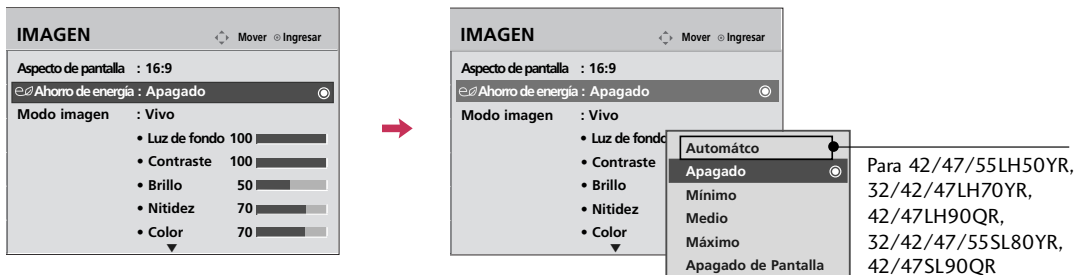 IMAGEN
Mover Ingresar
Aspecto de pantalla : 16:9
Ahorro de energía : Apagado
Modo imagen : Vivo
• Luz de fondo 100
• Contraste 100
• Brillo 50
• Nitidez 70
• Color 70
IMAGEN
Mover Ingresar
Aspecto de pantalla : 16:9
Ahorro de energía : Apagado
Modo imagen : Vivo
• Luz de fondo
• Contraste
• Brillo
• Nitidez
• Color
Automátco
Apagado
Mínimo
Medio
Máximo
Apagado de Pantalla
Para 42/47/55LH50YR,
32/42/47LH70YR,
42/47LH90QR,
32/42/47/55SL80YR,
42/47SL90QR